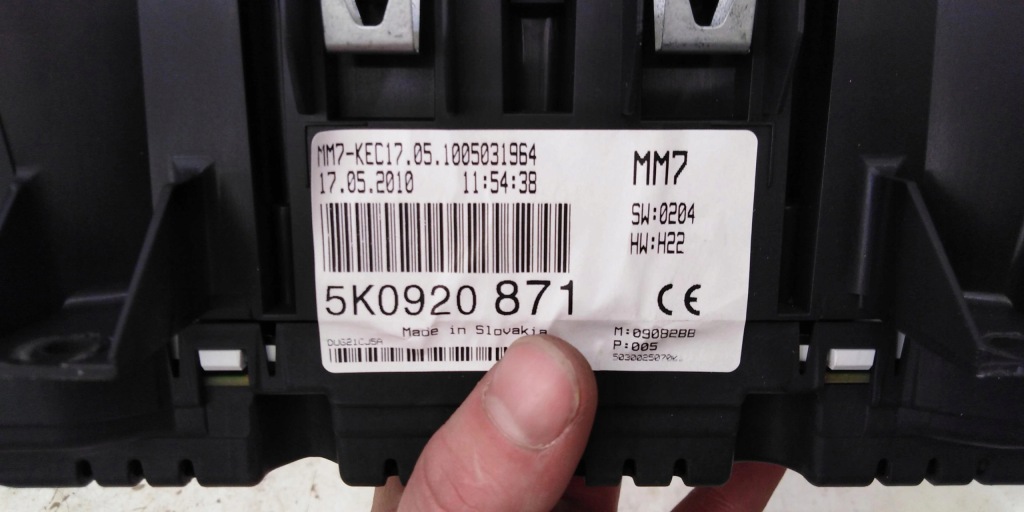 MM7-KEC17.05.1005031964
17.05.2010 11:54:38
MM7
SW:0204
HW:H22
5K0920 871
CE
Made in Slovakia
M:0908288
P:005